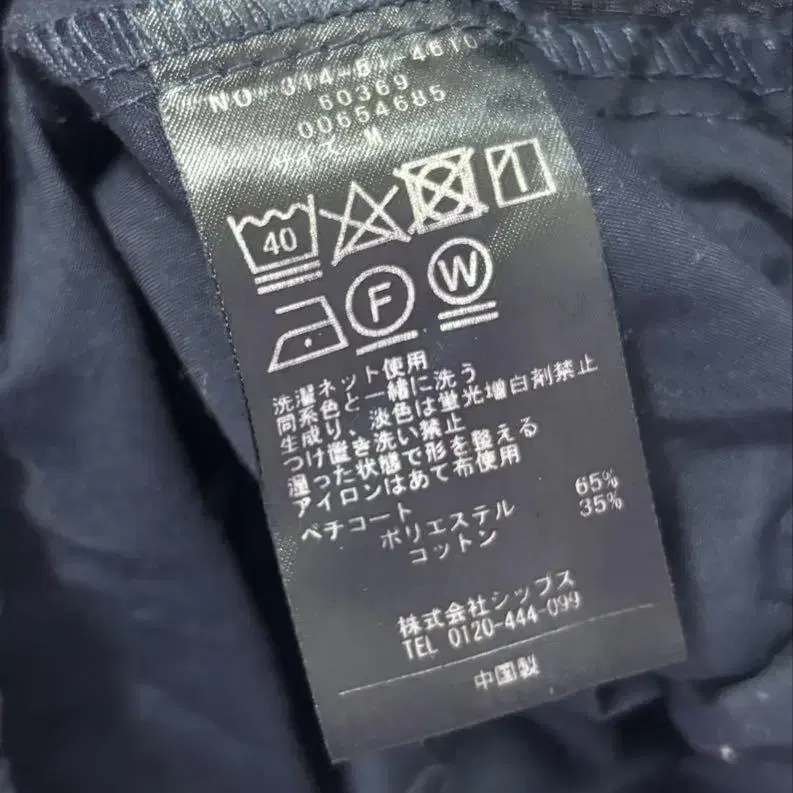 NO 314-61-4610
60369
00654685
サイズ M
40
F
W
洗濯ネット使用
同系色と一緒に洗う
生成り、淡色は蛍光増白剤禁止
つけ置き洗い禁止
湿った状態で形を整える
アイロンはあて布使用
ペチコート
ポリエステル 65%
コットン 35%
株式会社シップス
TEL 0120-444-099
中国製